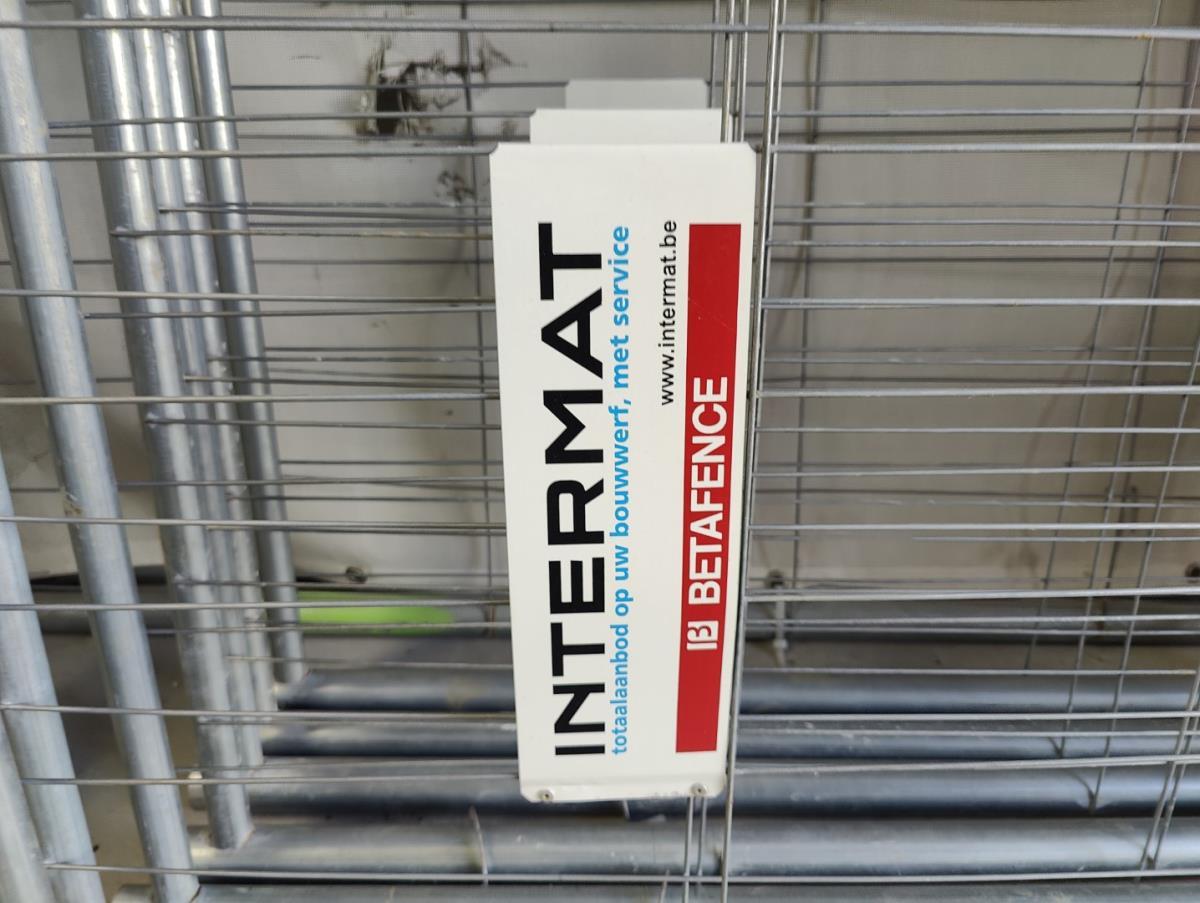 INTERMAT
totaalaanbod op uw bouwwerf, met service
www.intermat.be
BETAFENCE